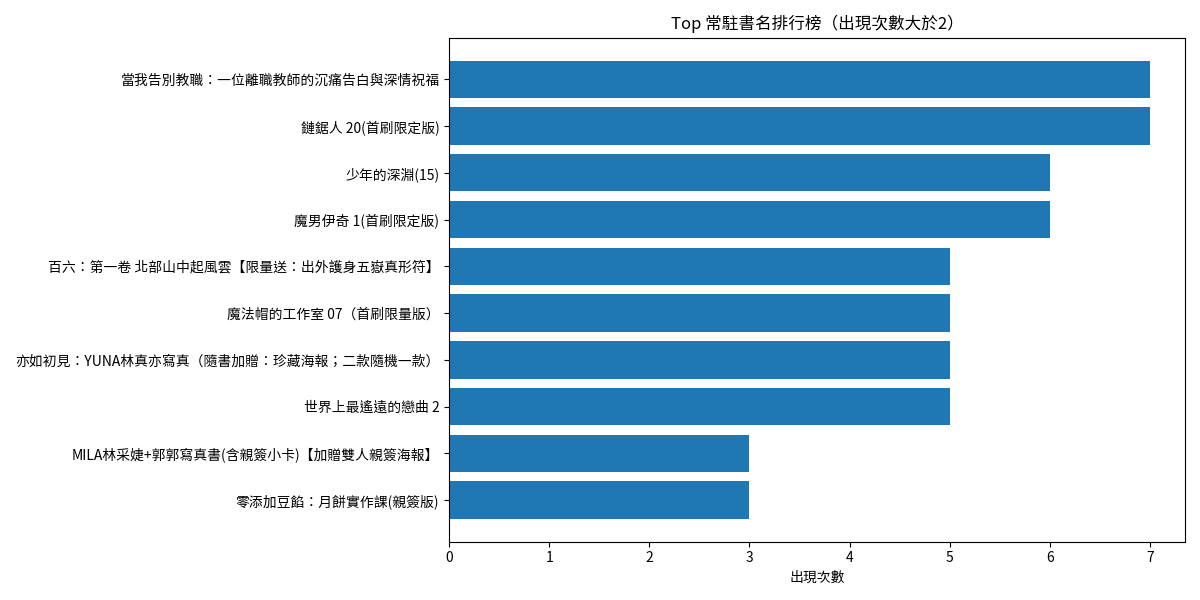 Top 常駐書名排行榜（出現次數大於2）
當我告別教職：一位離職教師的沉痛告白與深情祝福
鏈鋸人 20(首刷限定版)
少年的深淵(15)
魔男伊奇 1(首刷限定版)
百六：第一卷 北部山中起風雲【限量送：出外護身五嶽真形符】
魔法帽的工作室 07（首刷限量版）
亦如初見：YUNA林真亦寫真（隨書加贈：珍藏海報；二款隨機一款）
世界上最遙遠的戀曲 2
MILA林采婕+郭郭寫真書(含親簽小卡)【加贈雙人親簽海報】
零添加豆餡：月餅實作課(親簽版)
0 1 2 3 4 5 6 7
出現次數